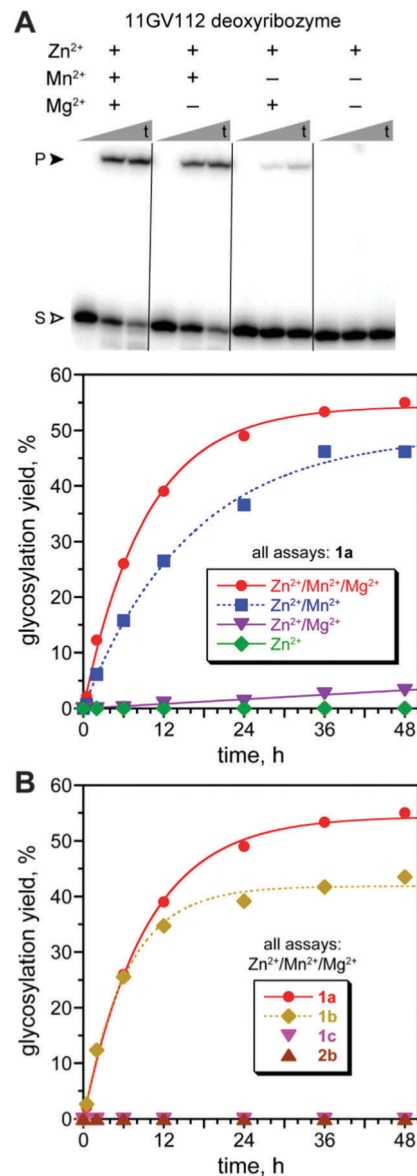 A 11GV112 deoxyribozyme
Zn²⁺ + + + +
Mn²⁺ + + – –
Mg²⁺ + – + –
t t t t
P
S
60
50
40
30
20
10
0
glycosylation yield, %
all assays: 1a
Zn²⁺/Mn²⁺/Mg²⁺
Zn²⁺/Mn²⁺
Zn²⁺/Mg²⁺
Zn²⁺
0 12 24 36 48
time, h
B
60
50
40
30
20
10
0
glycosylation yield, %
all assays:
Zn²⁺/Mn²⁺/Mg²⁺
1a
1b
1c
2b
0 12 24 36 48
time, h